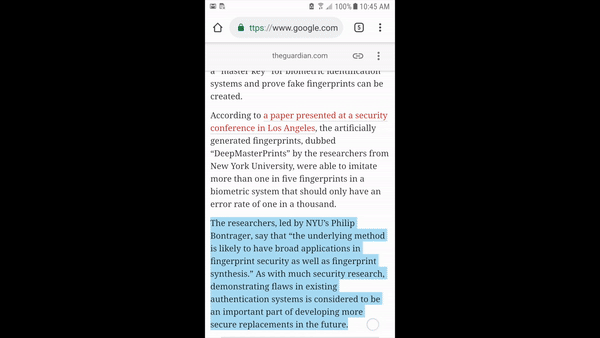 100% 10:45 AM
ttps://www.google.com
theguardian.com
a “master key” for biometric identification
systems and prove fake fingerprints can be
created.
According to a paper presented at a security
conference in Los Angeles, the artificially
generated fingerprints, dubbed
“DeepMasterPrints” by the researchers from
New York University, were able to imitate
more than one in five fingerprints in a
biometric system that should only have an
error rate of one in a thousand.
The researchers, led by NYU’s Philip
Bontrager, say that “the underlying method
is likely to have broad applications in
fingerprint security as well as fingerprint
synthesis.” As with much security research,
demonstrating flaws in existing
authentication systems is considered to be
an important part of developing more
secure replacements in the future.